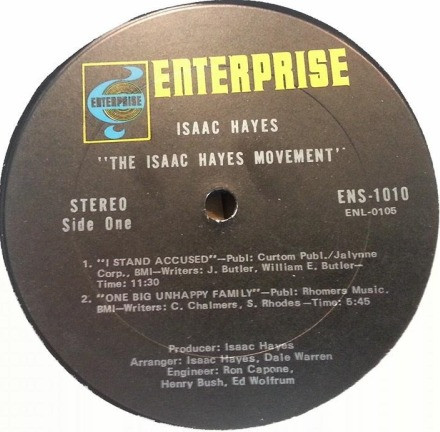 ENTERPRISE
ENTERPRISE
ISAAC HAYES
"THE ISAAC HAYES MOVEMENT"
STEREO
Side One
ENS-1010
ENL-0105
1. "I STAND ACCUSED"—Publ: Curtom Publ./Jalynne
Corp., BMI—Writers: J. Butler, William E. Butler—
Time: 11:30
2. "ONE BIG UNHAPPY FAMILY"—Publ: Rhomers Music,
BMI—Writers: C. Chalmers, S. Rhodes—Time: 5:45
Producer: Isaac Hayes
Arranger: Isaac Hayes, Dale Warren
Engineer: Ron Capone,
Henry Bush, Ed Wolfrum